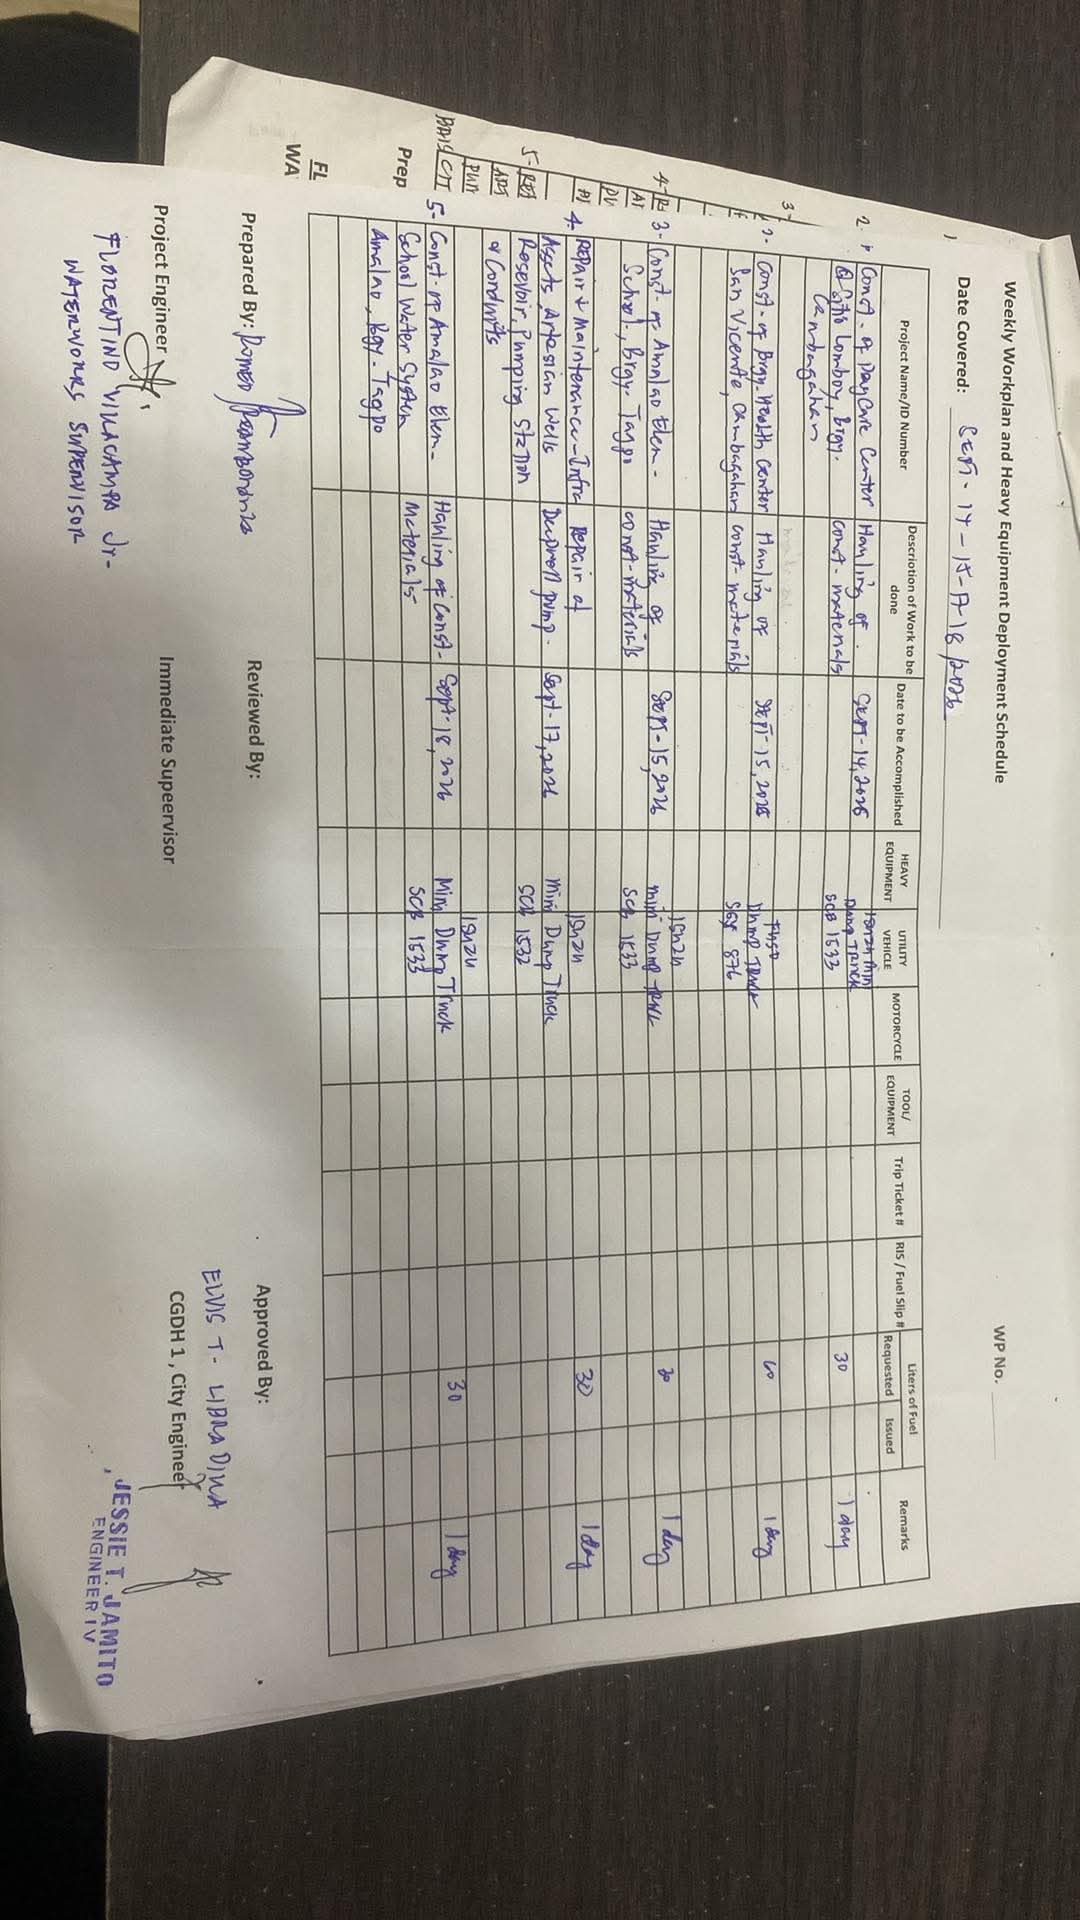 Weekly Workplan and Heavy Equipment Deployment Schedule
WP No.
Date Covered: SEPT. 14-15-17-18/2026
Project Name/ID Number Descriotion of Work to be done Date to be Accomplished HEAVY EQUIPMENT UTILITY VEHICLE MOTORCYCLE TOOL/ EQUIPMENT Trip Ticket # RIS / Fuel Slip # Liters of Fuel Requested Issued Remarks
Const. of DayCare Center Hauling of SEPT-14,2026 Isuzu Min
@ Sitio Lomboy, Brgy. const-materials Dump TRUCK 30 1 day
Cambagahan SCB 1533
2- Const-of Brgy-Health Center Hauling of SEPT-15,2026 Dump TRUCK 60 1 day
San Vicente, Cambagahan const-materials 876
3- Const-of Amalao Elem- Hauling of SEPT-15,2026 Isuzu mini Dump TRUCK 30 1 day
School, Brgy-Tagpo const-materials SCB 1533
4. REPair & Maintenance-Infra Repair of Isuzu 30 1 day
Assets, Artesian Wells Deepwell pump. Sept-17,2026 Mini Dump Truck
Reservoir, Pumping Station SCB 1532
or Conduits
5- Const-of Amalao Elem- Hauling of Const- Sept-18,2026 Isuzu Mini Dump Truck 30 1 day
School Water System Materials SCB 1533
Amalao, Bgy-Tagpo
Prep
FL
WA
Prepared By: ROMEO
Reviewed By:
Approved By:
ELVIS T- LIBRADILLA
CGDH 1 , City Engineer
Project Engineer
Immediate Supeervisor
FLORENTINO VILLACAMPA Jr-
WATERWORKS SUPERVISOR
JESSIE T. JAMITO
ENGINEER IV